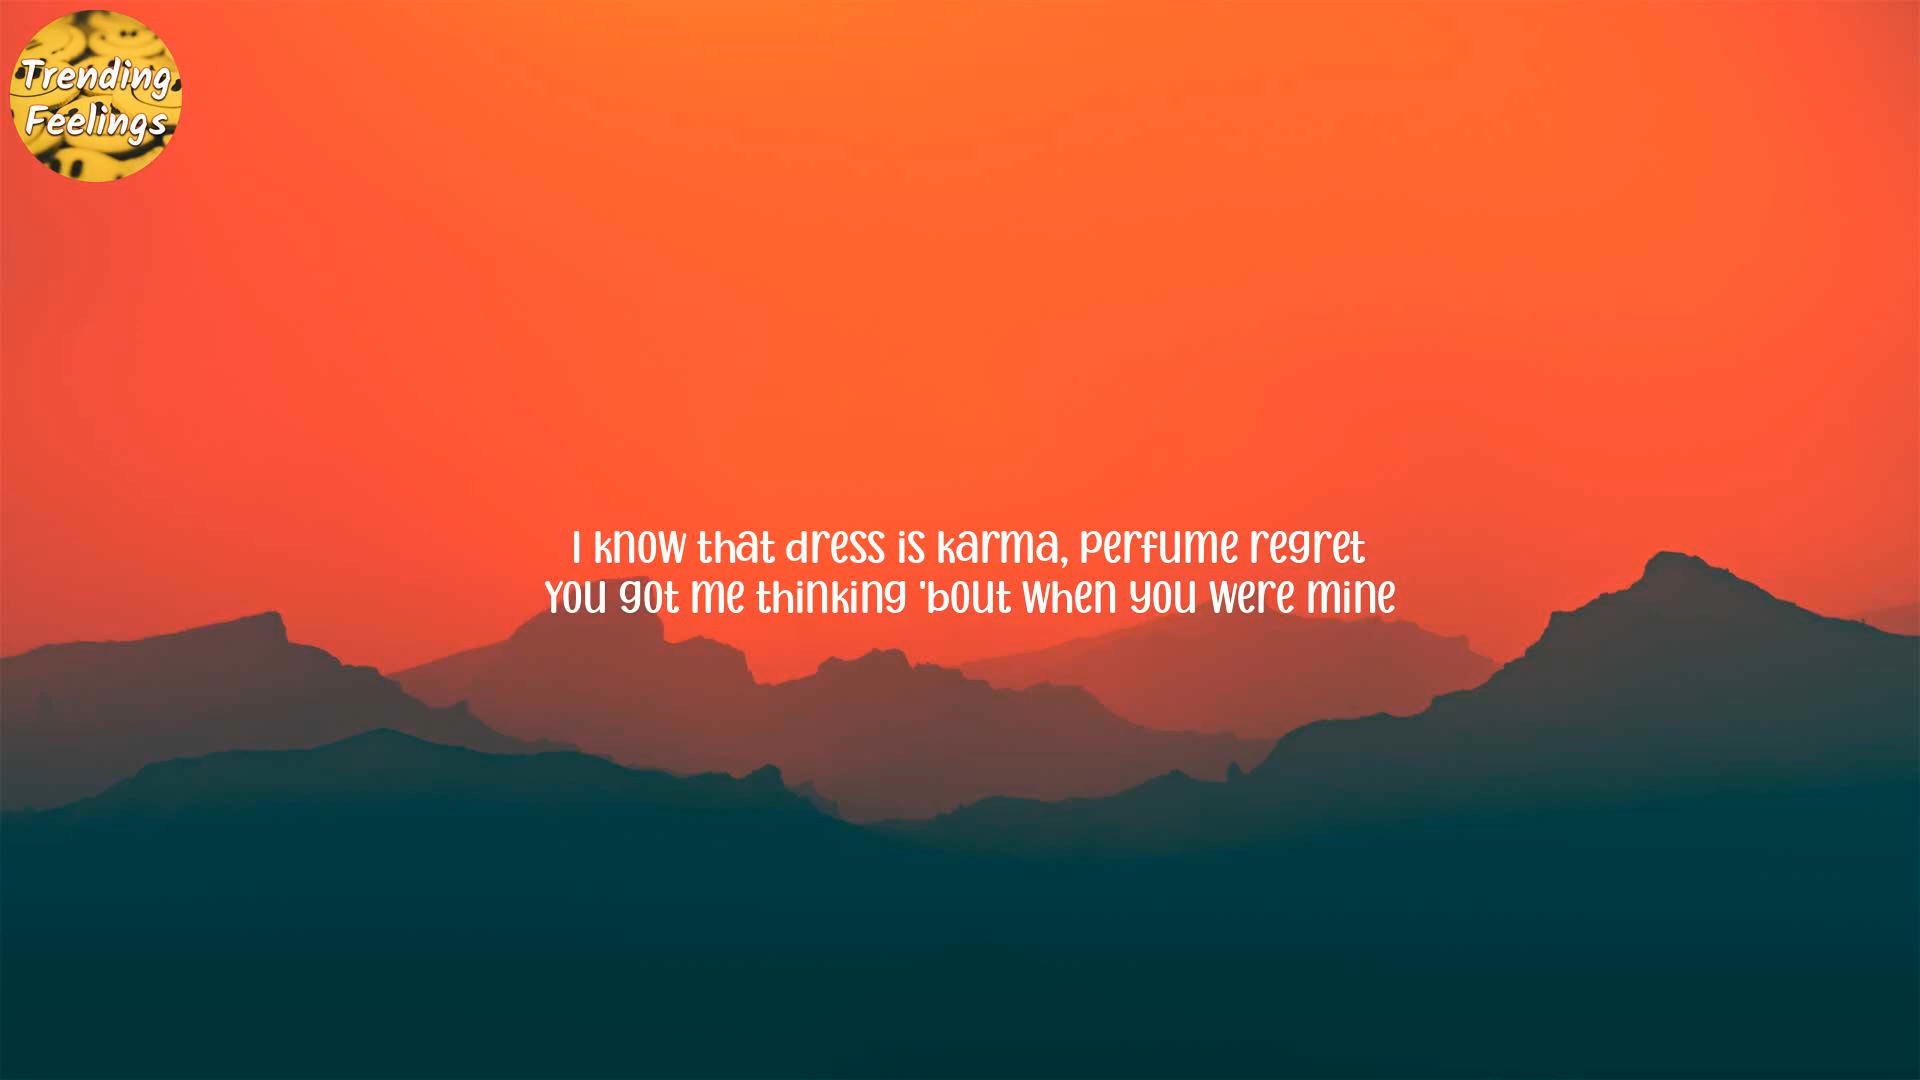 Trending
Feelings
I know that dress is karma, perfume regret
You got me thinking 'bout when you were mine